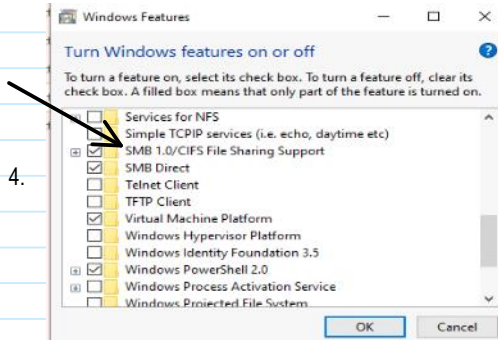 Windows Features
Turn Windows features on or off
To turn a feature on, select its check box. To turn a feature off, clear its
check box. A filled box means that only part of the feature is turned on.
Services for NFS
Simple TCPIP services (i.e. echo, daytime etc)
SMB 1.0/CIFS File Sharing Support
4.
SMB Direct
Telnet Client
TFTP Client
Virtual Machine Platform
Windows Hypervisor Platform
Windows Identity Foundation 3.5
Windows PowerShell 2.0
Windows Process Activation Service
Windows Projected File System
OK
Cancel